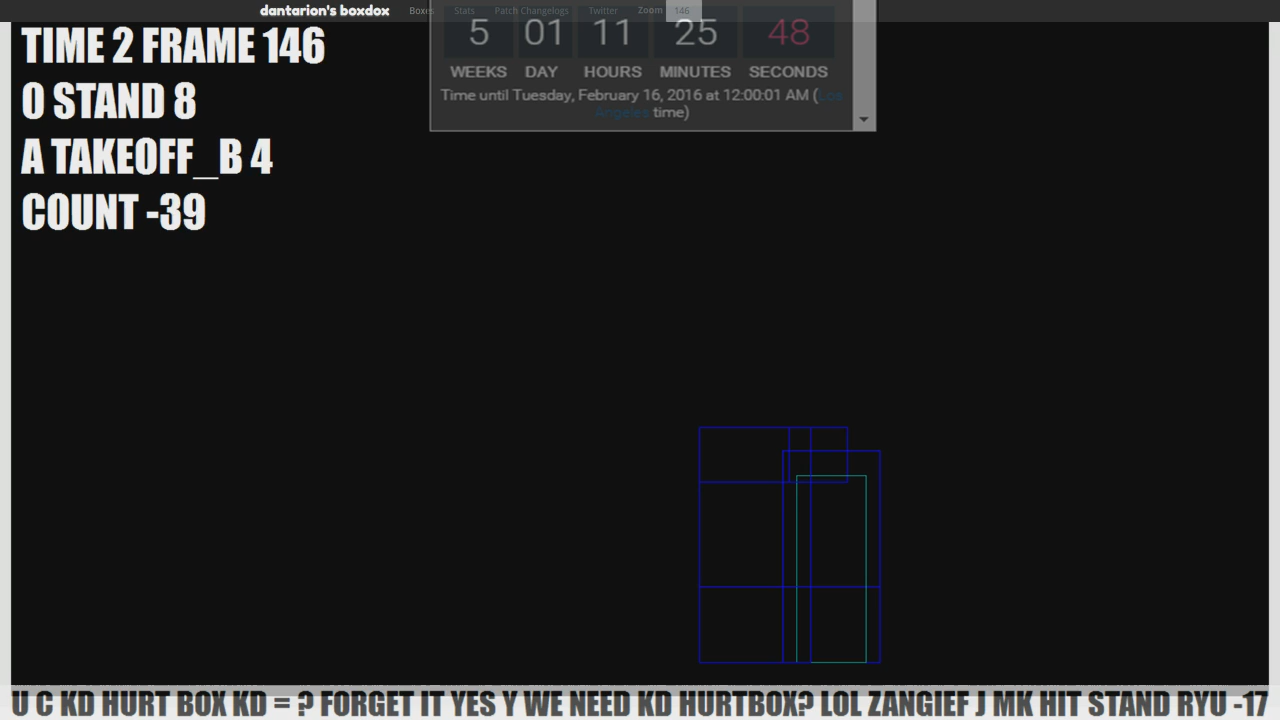 dantarion's boxdox Boxes Stats Patch Changelogs Twitter Zoom 146
TIME 2 FRAME 146
0 STAND 8
A TAKEOFF_B 4
COUNT -39
5 01 11 25 48
WEEKS DAY HOURS MINUTES SECONDS
Time until Tuesday, February 16, 2016 at 12:00:01 AM (Los
Angeles time)
U C KD HURT BOX KD = ? FORGET IT YES Y WE NEED KD HURTBOX? LOL ZANGIEF J MK HIT STAND RYU -17